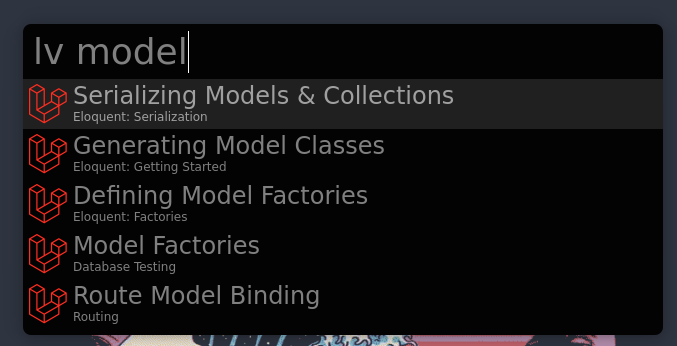 lv model
Serializing Models & Collections
Eloquent: Serialization
Generating Model Classes
Eloquent: Getting Started
Defining Model Factories
Eloquent: Factories
Model Factories
Database Testing
Route Model Binding
Routing